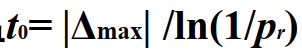 t₀= |Δmax| /ln(1/pᵣ)